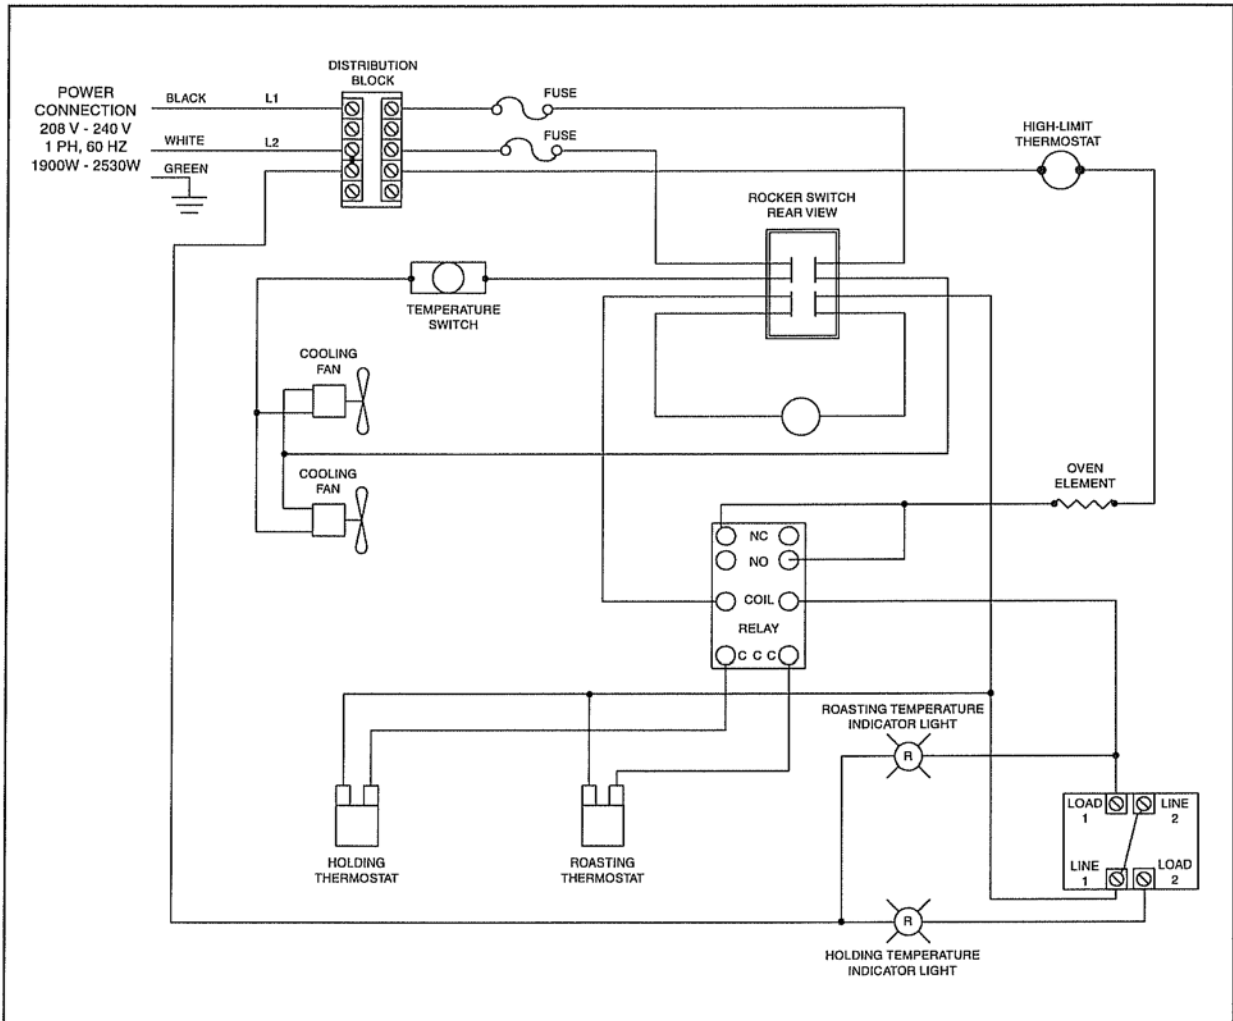 DISTRIBUTION
BLOCK
POWER
CONNECTION
208 V - 240 V
1 PH, 60 HZ
1900W - 2530W
BLACK
L1
WHITE
L2
GREEN
FUSE
FUSE
HIGH-LIMIT
THERMOSTAT
ROCKER SWITCH
REAR VIEW
TEMPERATURE
SWITCH
COOLING
FAN
COOLING
FAN
OVEN
ELEMENT
NC
NO
COIL
RELAY
C C C
ROASTING TEMPERATURE
INDICATOR LIGHT
R
LOAD
1
LINE
2
LINE
1
LOAD
2
HOLDING
THERMOSTAT
ROASTING
THERMOSTAT
R
HOLDING TEMPERATURE
INDICATOR LIGHT